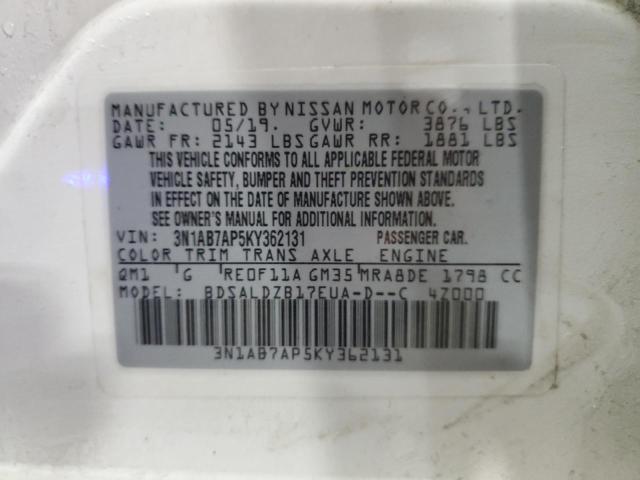 MANUFACTURED BY NISSAN MOTOR CO., LTD.
DATE: 05/19. GVWR: 3876 LBS
GAWR FR: 2143 LBS GAWR RR: 1881 LBS
THIS VEHICLE CONFORMS TO ALL APPLICABLE FEDERAL MOTOR
VEHICLE SAFETY, BUMPER AND THEFT PREVENTION STANDARDS
IN EFFECT ON THE DATE OF MANUFACTURE SHOWN ABOVE.
SEE OWNER'S MANUAL FOR ADDITIONAL INFORMATION.
VIN: 3N1AB7AP5KY362131 PASSENGER CAR.
COLOR TRIM TRANS AXLE ENGINE
QM1 G RE0F11A GM35 MRA8DE 1798 CC
MODEL: BDSALDZB17EUA-D--C 4Z000
3N1AB7AP5KY362131